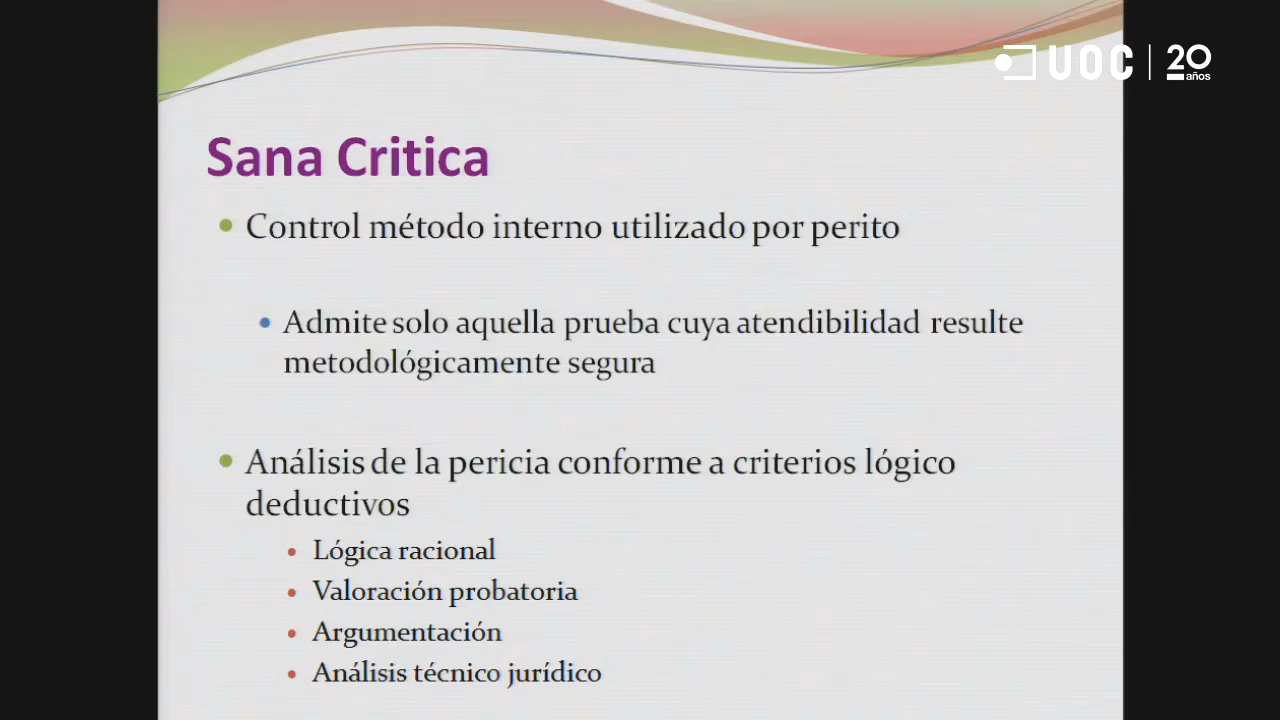 UOC
20
años
Sana Critica
Control método interno utilizado por perito
Admite solo aquella prueba cuya atendibilidad resulte
metodológicamente segura
Análisis de la pericia conforme a criterios lógico
deductivos
Lógica racional
Valoración probatoria
Argumentación
Análisis técnico jurídico